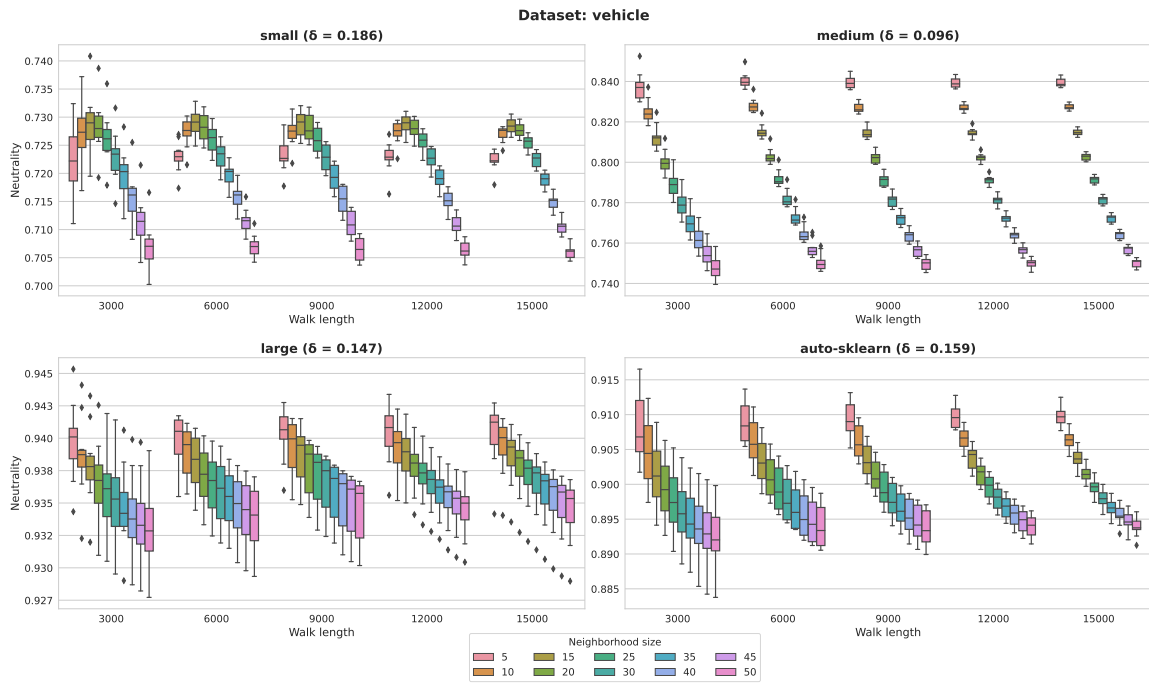 Dataset: vehicle
small (δ = 0.186)
0.740
0.735
0.730
0.725
0.720
0.715
0.710
0.705
0.700
Neutrality
3000 6000 9000 12000 15000
Walk length
medium (δ = 0.096)
0.840
0.820
0.800
0.780
0.760
0.740
3000 6000 9000 12000 15000
Walk length
large (δ = 0.147)
0.945
0.943
0.940
0.938
0.935
0.932
0.930
0.927
Neutrality
3000 6000 9000 12000 15000
Walk length
auto-sklearn (δ = 0.159)
0.915
0.910
0.905
0.900
0.895
0.890
0.885
3000 6000 9000 12000 15000
Walk length
Neighborhood size
5 15 25 35 45
10 20 30 40 50